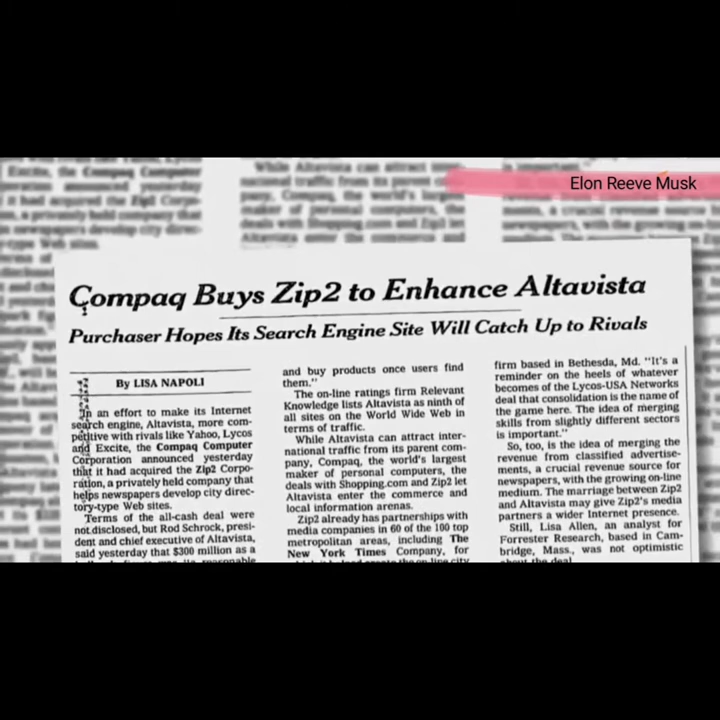 Elon Reeve Musk
Compaq Buys Zip2 to Enhance Altavista
Purchaser Hopes Its Search Engine Site Will Catch Up to Rivals
By LISA NAPOLI
In an effort to make its Internet
search engine, Altavista, more com-
petitive with rivals like Yahoo, Lycos
and Excite, the Compaq Computer
Corporation announced yesterday
that it had acquired the Zip2 Corpo-
ration, a privately held company that
helps newspapers develop city direc-
tory-type Web sites.
Terms of the all-cash deal were
not disclosed, but Rod Schrock, presi-
dent and chief executive of Altavista,
said yesterday that $300 million as a
and buy products once users find
them."
The on-line ratings firm Relevant
Knowledge lists Altavista as ninth of
all sites on the World Wide Web in
terms of traffic.
While Altavista can attract inter-
national traffic from its parent com-
pany, Compaq, the world's largest
maker of personal computers, the
deals with Shopping.com and Zip2 let
Altavista enter the commerce and
local information arenas.
Zip2 already has partnerships with
media companies in 60 of the 100 top
metropolitan areas, including The
New York Times Company, for
firm based in Bethesda, Md. "It's a
reminder on the heels of whatever
becomes of the Lycos-USA Networks
deal that consolidation is the name of
the game here. The idea of merging
skills from slightly different sectors
is important."
So, too, is the idea of merging the
revenue from classified advertise-
ments, a crucial revenue source for
newspapers, with the growing on-line
medium. The marriage between Zip2
and Altavista may give Zip2's media
partners a wider Internet presence.
Still, Lisa Allen, an analyst for
Forrester Research, based in Cam-
bridge, Mass., was not optimistic
about the deal